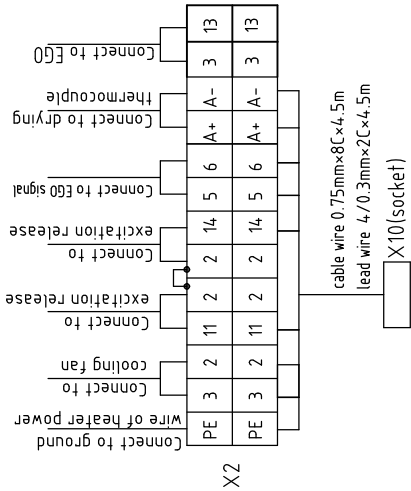 Connect to EGO
13
13
3
3
Connect to drying
thermocouple
A-
A-
A+
A+
Connect to EGO signal
6
6
5
5
Connect to
excitation release
14
14
2
2
Connect to
excitation release
2
2
11
11
Connect to
cooling fan
2
2
3
3
Connect to ground
wire of heater power
PE
PE
X2
cable wire 0.75mm×8C×4.5m
lead wire 4/0.3mm×2C×4.5m
X10(socket)